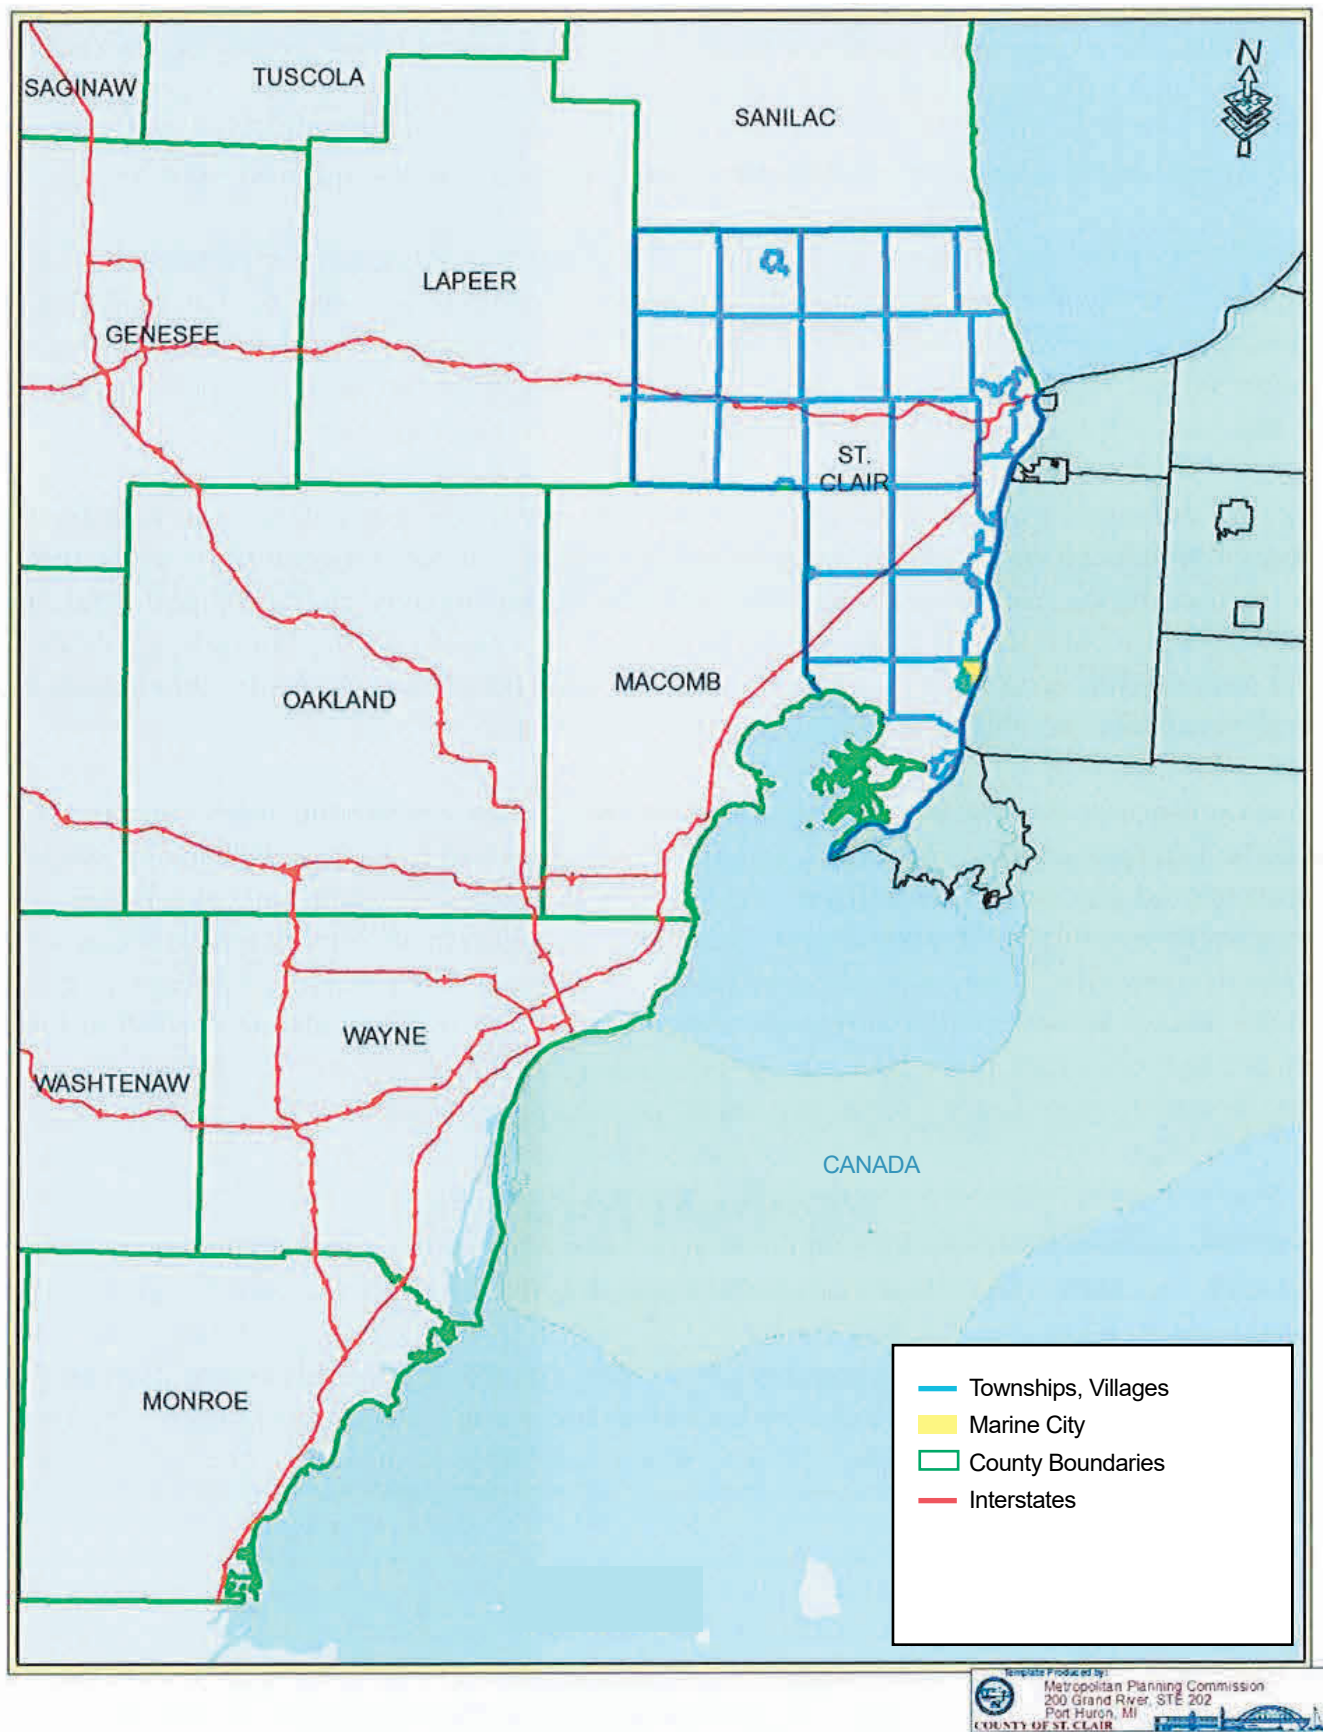 N
SAGINAW
TUSCOLA
SANILAC
LAPEER
GENESEE
ST.
CLAIR
MACOMB
OAKLAND
WAYNE
WASHTENAW
CANADA
MONROE
Townships, Villages
Marine City
County Boundaries
Interstates
Template Produced by:
Metropolitan Planning Commission
200 Grand River, STE 202
Port Huron, MI
COUNTY OF ST. CLAIR